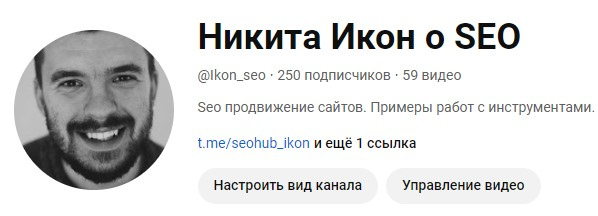 Никита Икон о SEO
@Ikon_seo · 250 подписчиков · 59 видео
Seo продвижение сайтов. Примеры работ с инструментами.
t.me/seohub_ikon и ещё 1 ссылка
Настроить вид канала Управление видео